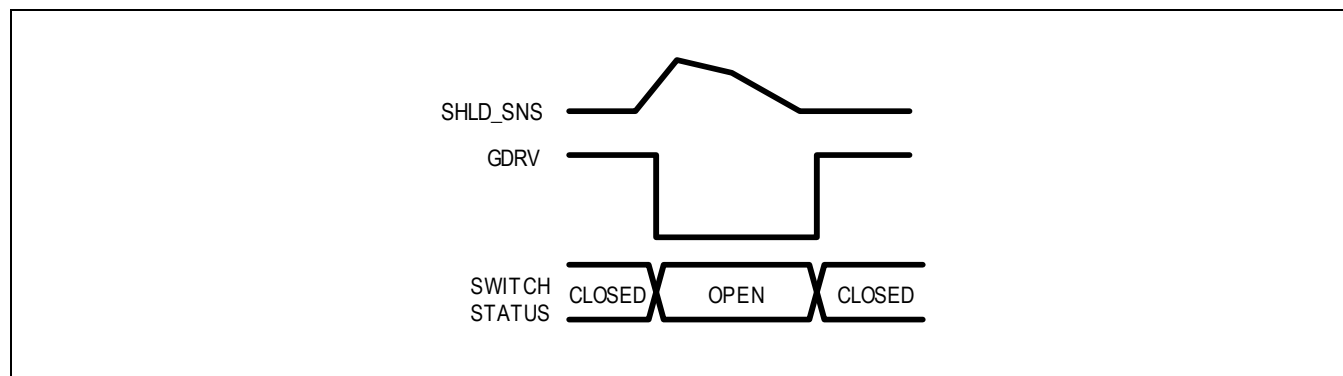 SHLD_SNS
GDRV
SWITCH
STATUS
CLOSED
OPEN
CLOSED